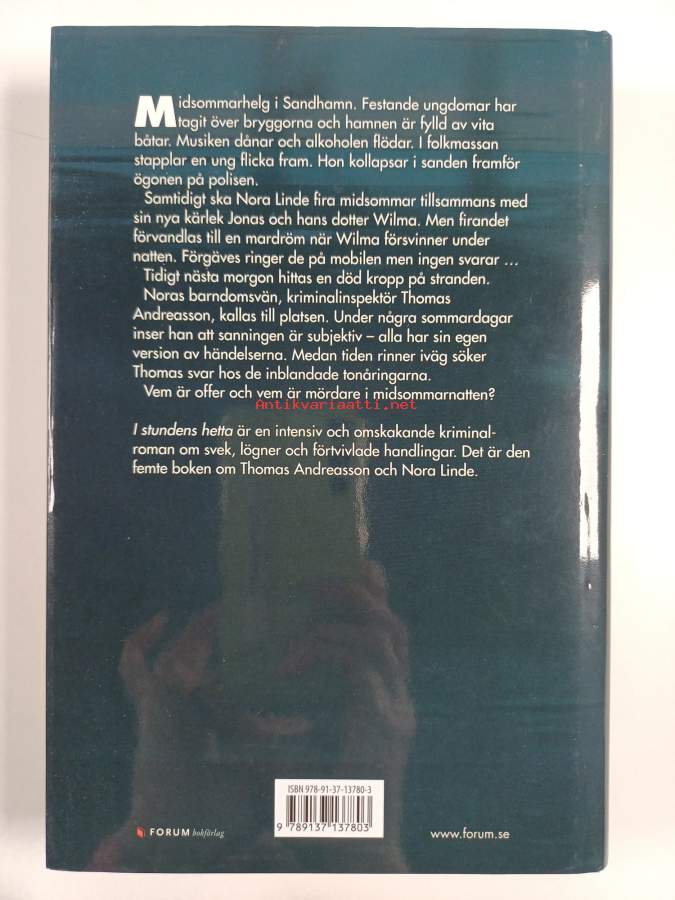 Midsommarhelg i Sandhamn. Festande ungdomar har
tagit över bryggorna och hamnen är fylld av vita
båtar. Musiken dånar och alkoholen flödar. I folkmassan
stapplar en ung flicka fram. Hon kollapsar i sanden framför
ögonen på polisen.
Samtidigt ska Nora Linde fira midsommar tillsammans med
sin nya kärlek Jonas och hans dotter Wilma. Men firandet
förvandlas till en mardröm när Wilma försvinner under
natten. Förgäves ringer de på mobilen men ingen svarar ...
Tidigt nästa morgon hittas en död kropp på stranden.
Noras barndomsvän, kriminalinspektör Thomas
Andreasson, kallas till platsen. Under några sommardagar
inser han att sanningen är subjektiv – alla har sin egen
version av händelserna. Medan tiden rinner iväg söker
Thomas svar hos de inblandade tonåringarna.
Vem är offer och vem är mördare i midsommarnatten?
Antikvariaatti.net
I stundens hetta är en intensiv och omskakande kriminal-
roman om svek, lögner och förtvivlade handlingar. Det är den
femte boken om Thomas Andreasson och Nora Linde.
ISBN 978-91-37-13780-3
9 789137 137803
FORUM bokförlag
www.forum.se